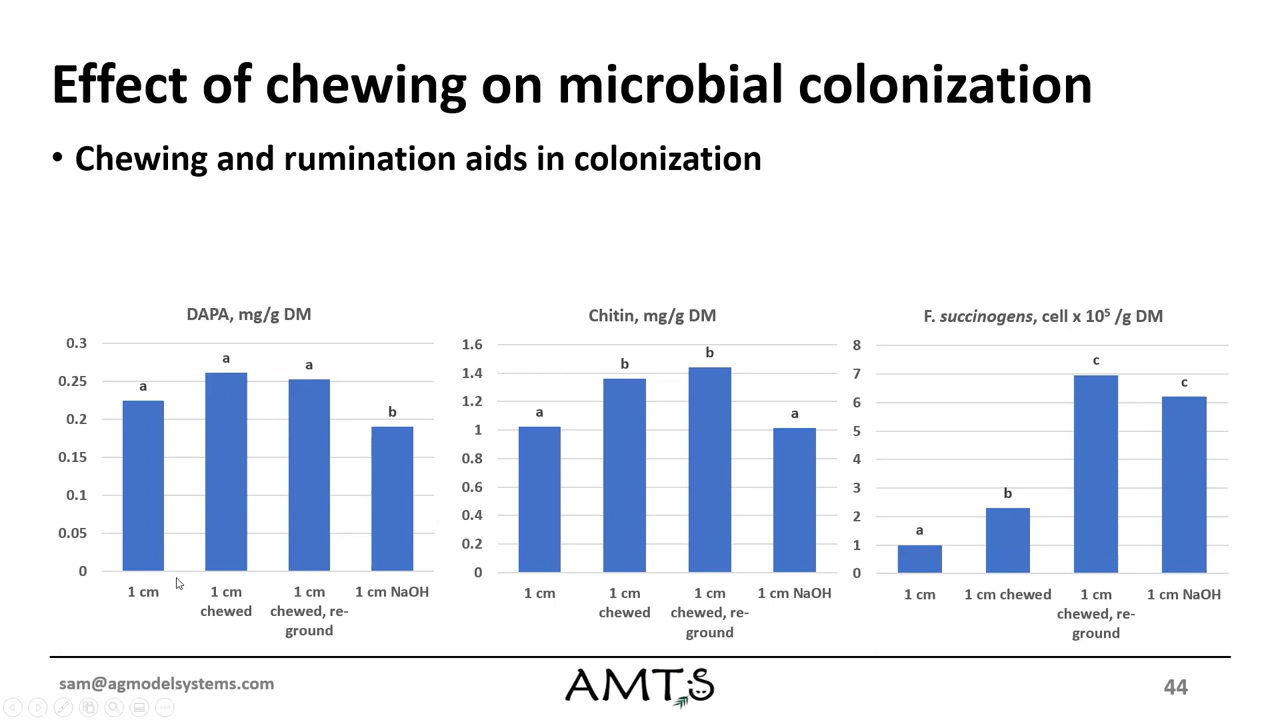 Effect of chewing on microbial colonization
• Chewing and rumination aids in colonization
DAPA, mg/g DM
0.3
0.25
0.2
0.15
0.1
0.05
0
a
a
a
b
1 cm
1 cm chewed
1 cm chewed, re-ground
1 cm NaOH
Chitin, mg/g DM
1.6
1.4
1.2
1
0.8
0.6
0.4
0.2
0
a
b
b
a
1 cm
1 cm chewed
1 cm chewed, re-ground
1 cm NaOH
F. succinogens, cell x 10⁵ /g DM
8
7
6
5
4
3
2
1
0
a
b
c
c
1 cm
1 cm chewed
1 cm chewed, re-ground
1 cm NaOH
sam@agmodelsystems.com
AMTS
44